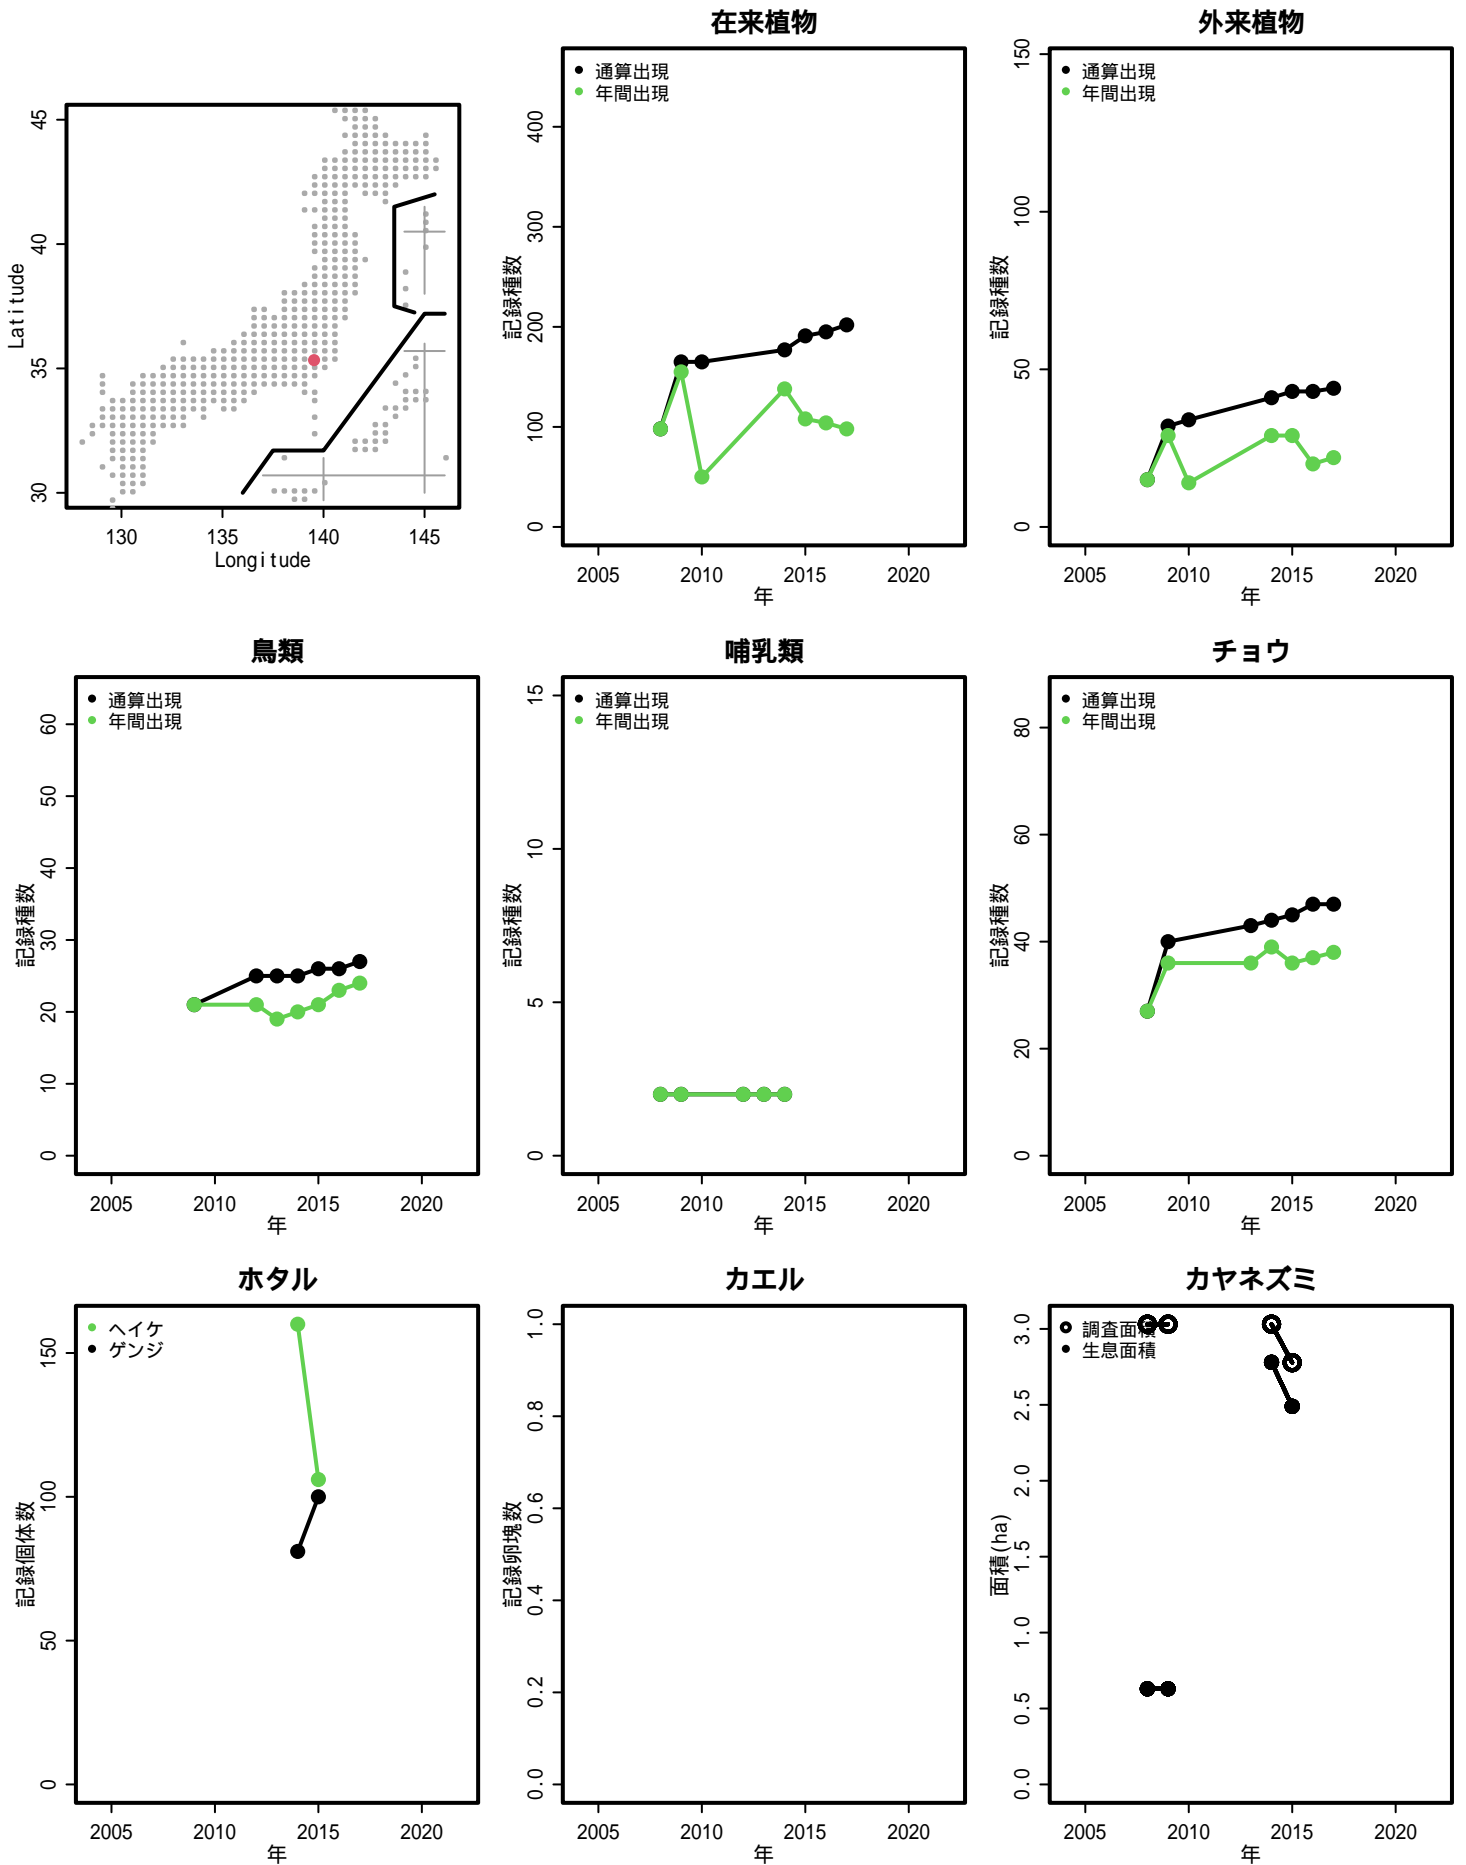 45
40
35
30
Latitude
130 135 140 145
Longitude
在来植物
通算出現
年間出現
400
300
200
100
0
記録種数
2005 2010 2015 2020
年
外来植物
通算出現
年間出現
150
100
50
0
記録種数
2005 2010 2015 2020
年
鳥類
通算出現
年間出現
60
50
40
30
20
10
0
記録種数
2005 2010 2015 2020
年
哺乳類
通算出現
年間出現
15
10
5
0
記録種数
2005 2010 2015 2020
年
チョウ
通算出現
年間出現
80
60
40
20
0
記録種数
2005 2010 2015 2020
年
ホタル
ヘイケ
ゲンジ
150
100
50
0
記録個体数
2005 2010 2015 2020
年
カエル
1.0
0.8
0.6
0.4
0.2
0.0
記録卵塊数
2005 2010 2015 2020
年
カヤネズミ
調査面積
生息面積
3.0
2.5
2.0
1.5
1.0
0.5
0.0
面積(ha)
2005 2010 2015 2020
年